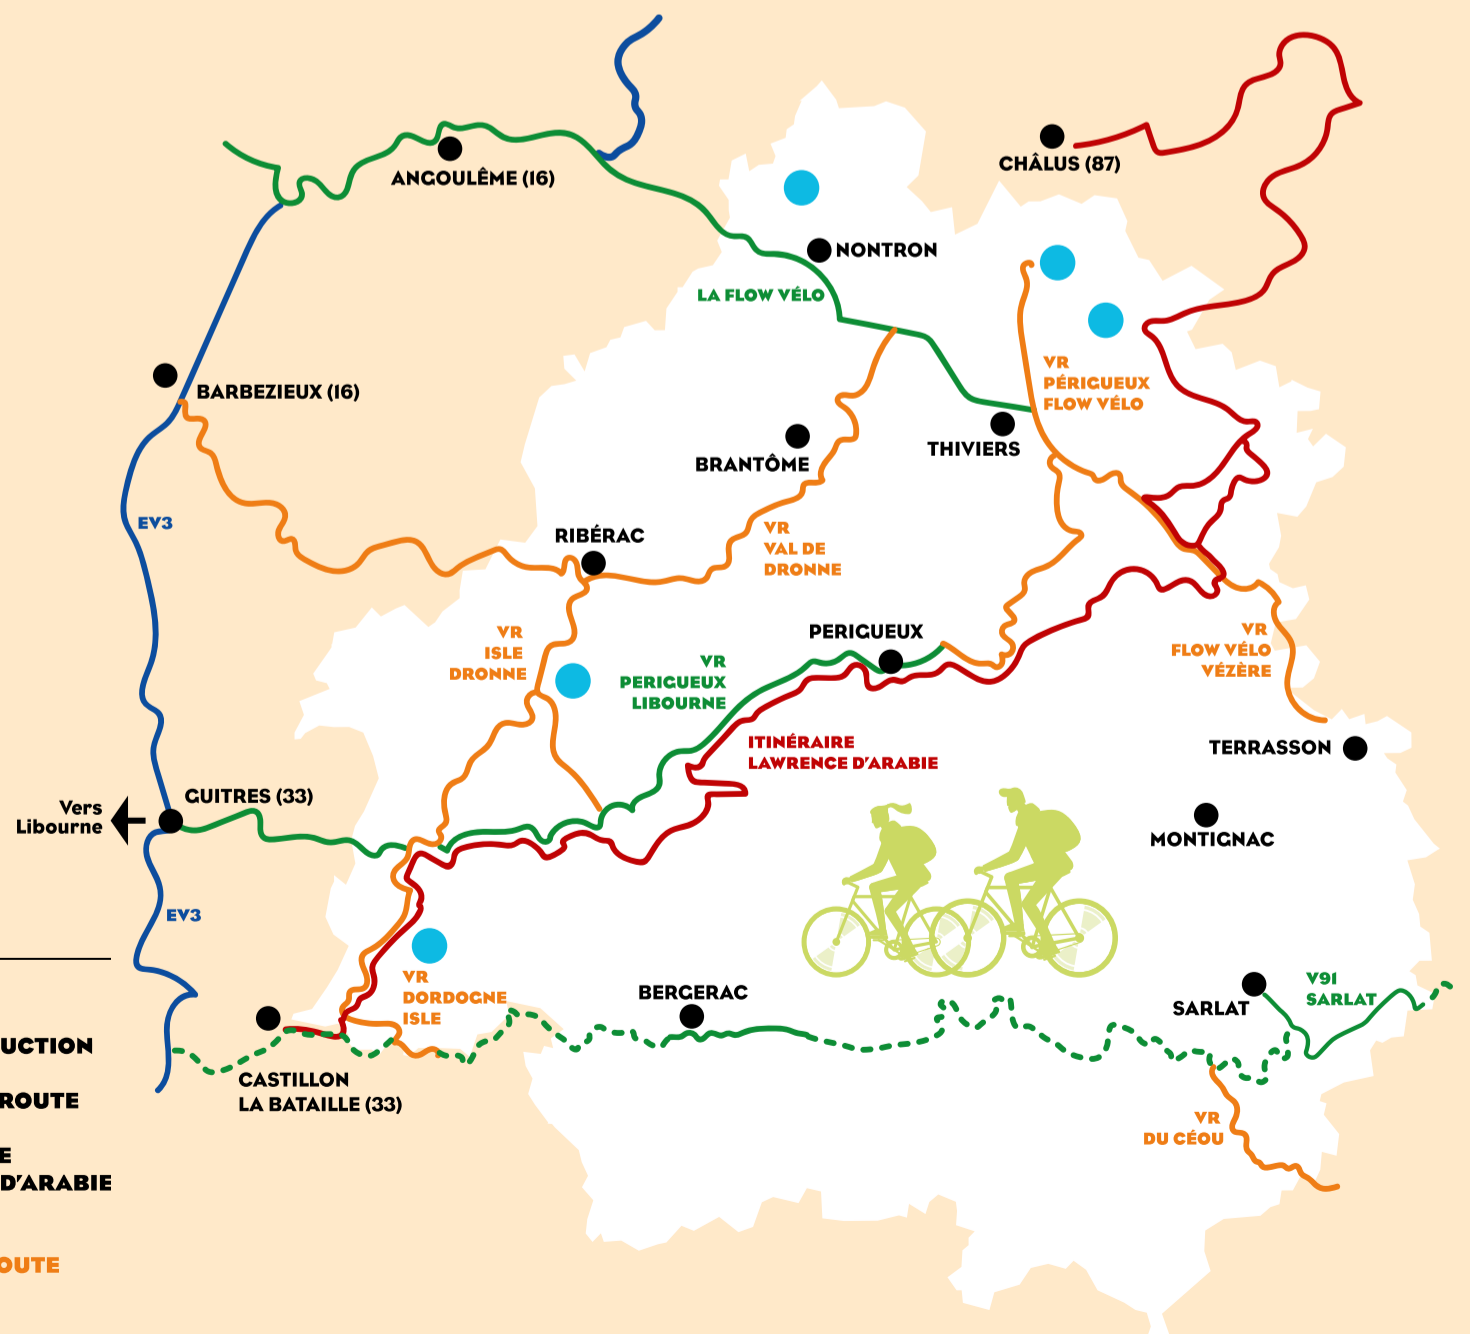 ANGOULÊME (16)
CHÂLUS (87)
NONTRON
LA FLOW VÉLO
VR
PÉRIGUEUX
FLOW VÉLO
BARBEZIEUX (16)
THIVIERS
BRANTÔME
EV3
RIBÉRAC
VR
VAL DE
DRONNE
VR
ISLE
DRONNE
PERIGUEUX
VR
FLOW VÉLO
VÉZÈRE
VR
PERIGUEUX
LIBOURNE
ITINÉRAIRE
LAWRENCE D'ARABIE
TERRASSON
GUITRES (33)
Vers
Libourne
MONTIGNAC
EV3
VR
DORDOGNE
ISLE
BERGERAC
SARLAT
V91
SARLAT
CASTILLON
LA BATAILLE (33)
VR
DU CÉOU
UCTION
ROUTE
E
D'ARABIE
OUTE